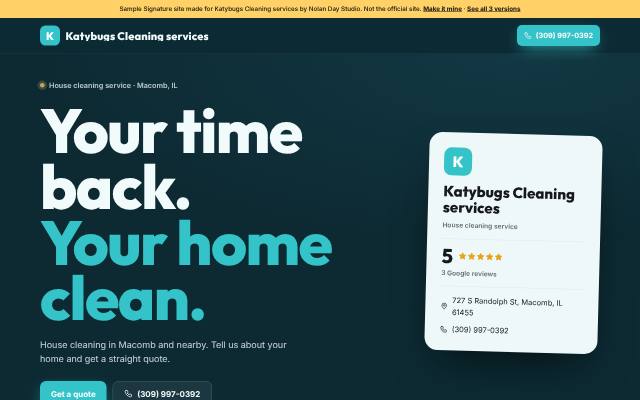 Sample Signature site made for Katybugs Cleaning services by Nolan Day Studio. Not the official site. Make it mine · See all 3 versions
K Katybugs Cleaning services
(309) 997-0392
House cleaning service · Macomb, IL
Your time
back.
Your home
clean.
House cleaning in Macomb and nearby. Tell us about your
home and get a straight quote.
Get a quote
(309) 997-0392
K
Katybugs Cleaning
services
House cleaning service
5
3 Google reviews
727 S Randolph St, Macomb, IL
61455
(309) 997-0392